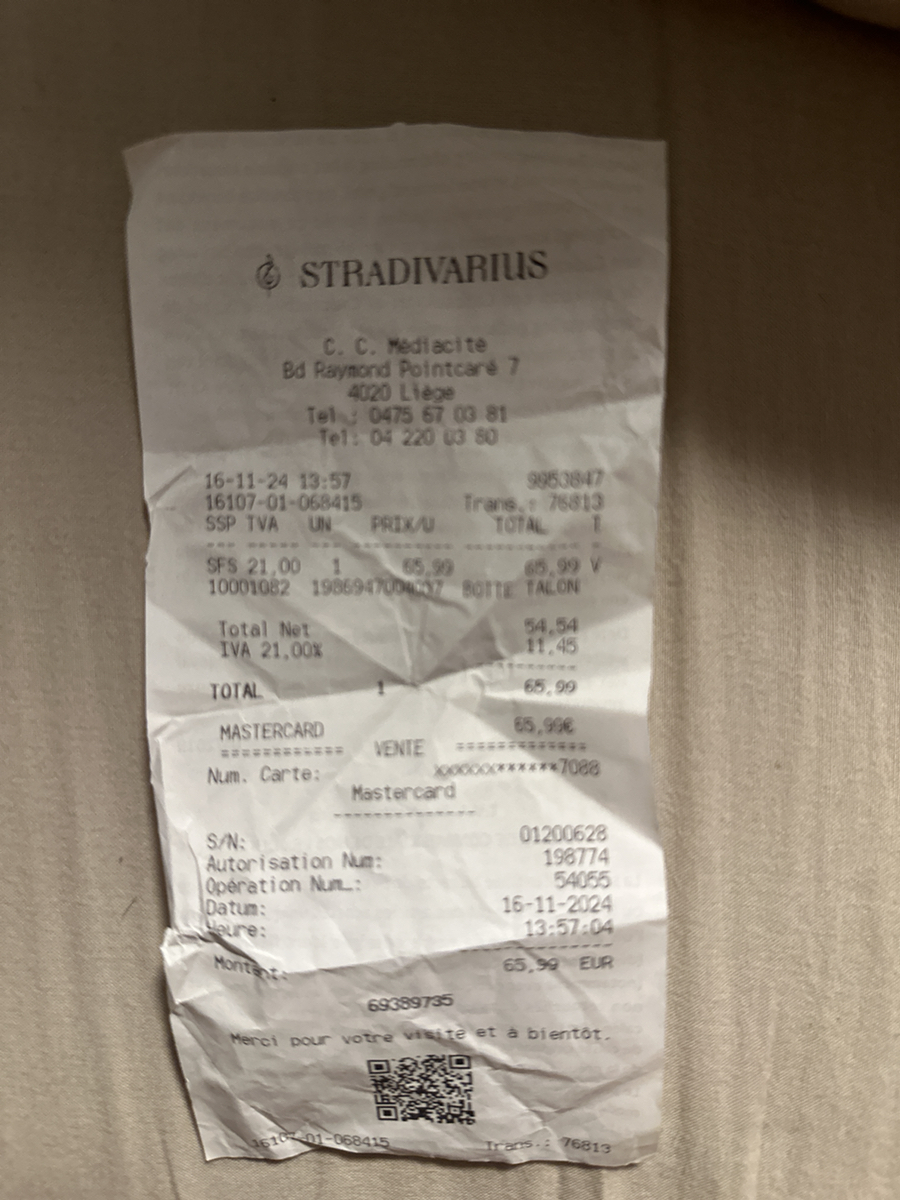 STRADIVARIUS
C. C. Médiacité
Bd Raymond Pointcaré 7
4020 Liège
Tel.: 0475 67 03 81
Tel: 04 220 03 80
16-11-24 13:57 9953847
16107-01-068415 Trans.: 76813
SSP TVA UN PRIX/U TOTAL T
SFS 21,00 1 65,99 65,99 V
10001082 BOTTE TALON
Total Net 54,54
IVA 21,00% 11,45
TOTAL 1 65,99
MASTERCARD 65,99€
============ VENTE =============
Num. Carte: xxxxxxx******7088
Mastercard
--------------
S/N: 01200628
Autorisation Num: 198774
Opération Num.: 54055
Datum: 16-11-2024
Heure: 13:57:04
Montant: 65,99 EUR
69389735
Merci pour votre visite et à bientôt.
16107-01-068415 Trans.: 76813